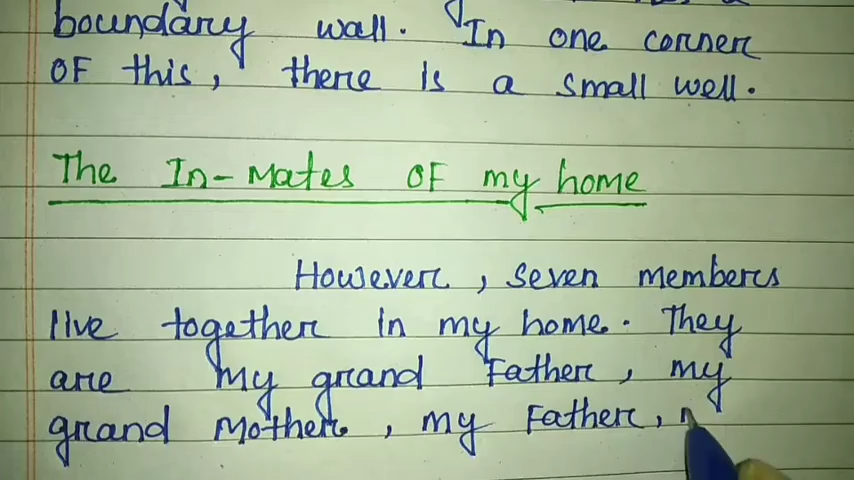 boundary wall. In one corner
OF this, there is a small well.
The In-Mates OF my home
However, seven members
live together in my home. They
are my grand Father, my
grand Mother, my Father,